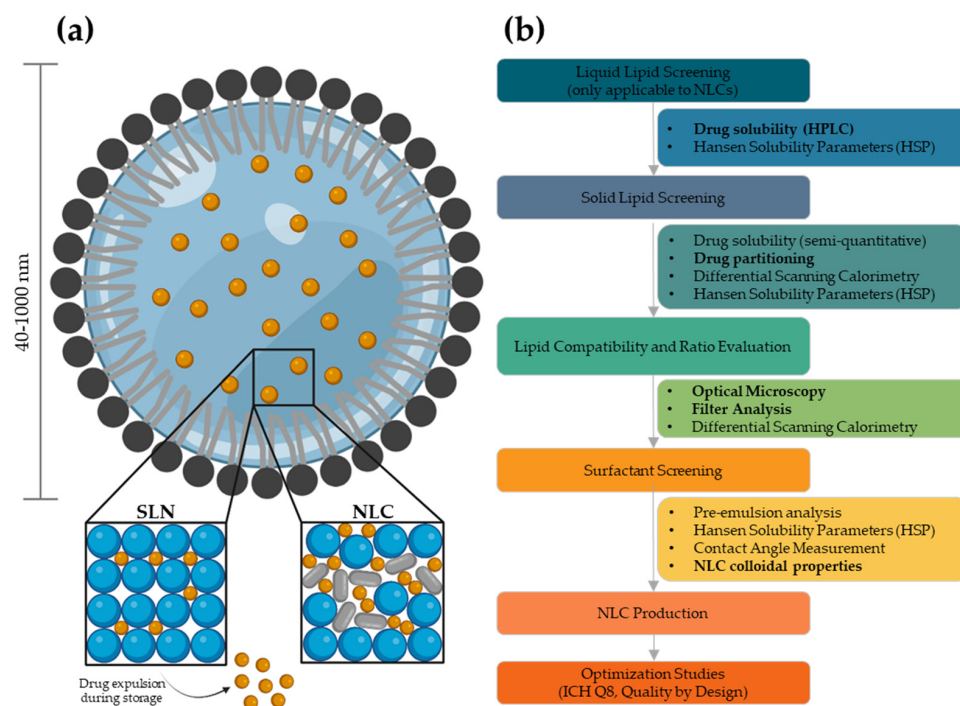 (a)
40-1000 nm
SLN
NLC
Drug expulsion
during storage
(b)
Liquid Lipid Screening
(only applicable to NLCs)
• Drug solubility (HPLC)
• Hansen Solubility Parameters (HSP)
Solid Lipid Screening
• Drug solubility (semi-quantitative)
• Drug partitioning
• Differential Scanning Calorimetry
• Hansen Solubility Parameters (HSP)
Lipid Compatibility and Ratio Evaluation
• Optical Microscopy
• Filter Analysis
• Differential Scanning Calorimetry
Surfactant Screening
• Pre-emulsion analysis
• Hansen Solubility Parameters (HSP)
• Contact Angle Measurement
• NLC colloidal properties
NLC Production
Optimization Studies
(ICH Q8, Quality by Design)